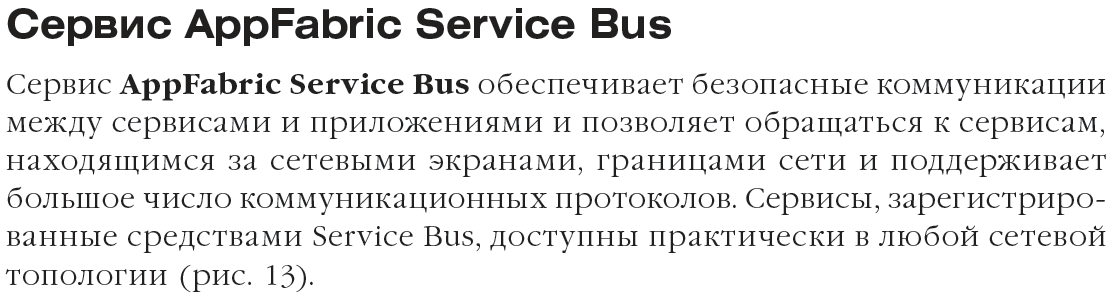 Сервис AppFabric Service Bus
Сервис AppFabric Service Bus обеспечивает безопасные коммуникации
между сервисами и приложениями и позволяет обращаться к сервисам,
находящимся за сетевыми экранами, границами сети и поддерживает
большое число коммуникационных протоколов. Сервисы, зарегистриро-
ванные средствами Service Bus, доступны практически в любой сетевой
топологии (рис. 13).